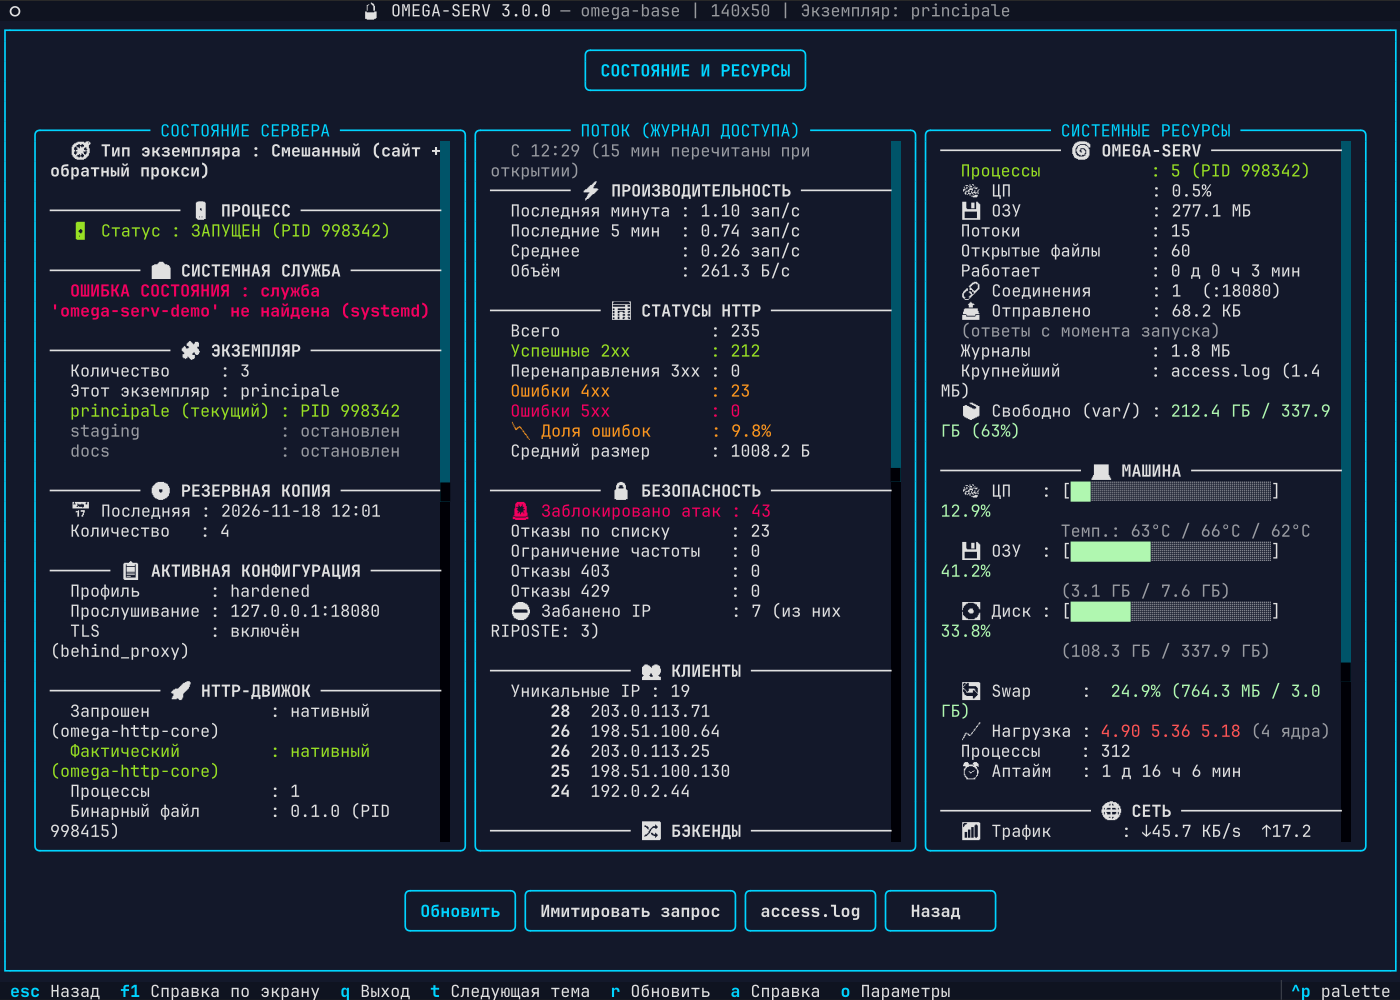 OMEGA-SERV 3.0.0 — omega-base | 140x50 | Экземпляр: principale
СОСТОЯНИЕ И РЕСУРСЫ
СОСТОЯНИЕ СЕРВЕРА
Тип экземпляра : Смешанный (сайт +
обратный прокси)
ПРОЦЕСС
Статус : ЗАПУЩЕН (PID 998342)
СИСТЕМНАЯ СЛУЖБА
ОШИБКА СОСТОЯНИЯ : служба
'omega-serv-demo' не найдена (systemd)
ЭКЗЕМПЛЯР
Количество : 3
Этот экземпляр : principale
principale (текущий) : PID 998342
staging : остановлен
docs : остановлен
РЕЗЕРВНАЯ КОПИЯ
Последняя : 2026-11-18 12:01
Количество : 4
АКТИВНАЯ КОНФИГУРАЦИЯ
Профиль : hardened
Прослушивание : 127.0.0.1:18080
TLS : включён
(behind_proxy)
HTTP-ДВИЖОК
Запрошен : нативный
(omega-http-core)
Фактический : нативный
(omega-http-core)
Процессы : 1
Бинарный файл : 0.1.0 (PID
998415)
ПОТОК (ЖУРНАЛ ДОСТУПА)
С 12:29 (15 мин перечитаны при
открытии)
ПРОИЗВОДИТЕЛЬНОСТЬ
Последняя минута : 1.10 зап/с
Последние 5 мин : 0.74 зап/с
Среднее : 0.26 зап/с
Объём : 261.3 Б/с
СТАТУСЫ HTTP
Всего : 235
Успешные 2xx : 212
Перенаправления 3xx : 0
Ошибки 4xx : 23
Ошибки 5xx : 0
Доля ошибок : 9.8%
Средний размер : 1008.2 Б
БЕЗОПАСНОСТЬ
Заблокировано атак : 43
Отказы по списку : 23
Ограничение частоты : 0
Отказы 403 : 0
Отказы 429 : 0
Забанено IP : 7 (из них
RIPOSTE: 3)
КЛИЕНТЫ
Уникальные IP : 19
28 203.0.113.71
26 198.51.100.64
26 203.0.113.25
25 198.51.100.130
24 192.0.2.44
БЭКЕНДЫ
СИСТЕМНЫЕ РЕСУРСЫ
OMEGA-SERV
Процессы : 5 (PID 998342)
ЦП : 0.5%
ОЗУ : 277.1 МБ
Потоки : 15
Открытые файлы : 60
Работает : 0 д 0 ч 3 мин
Соединения : 1 (:18080)
Отправлено : 68.2 КБ
(ответы с момента запуска)
Журналы : 1.8 МБ
Крупнейший : access.log (1.4
МБ)
Свободно (var/) : 212.4 ГБ / 337.9
ГБ (63%)
МАШИНА
ЦП : [ ]
12.9%
Темп.: 63°C / 66°C / 62°C
ОЗУ : [ ]
41.2%
(3.1 ГБ / 7.6 ГБ)
Диск : [ ]
33.8%
(108.3 ГБ / 337.9 ГБ)
Swap : 24.9% (764.3 МБ / 3.0
ГБ)
Нагрузка : 4.90 5.36 5.18 (4 ядра)
Процессы : 312
Аптайм : 1 д 16 ч 6 мин
СЕТЬ
Трафик : ↓45.7 КБ/s ↑17.2
Обновить Имитировать запрос access.log Назад
esc Назад f1 Справка по экрану q Выход t Следующая тема r Обновить a Справка o Параметры ^p palette